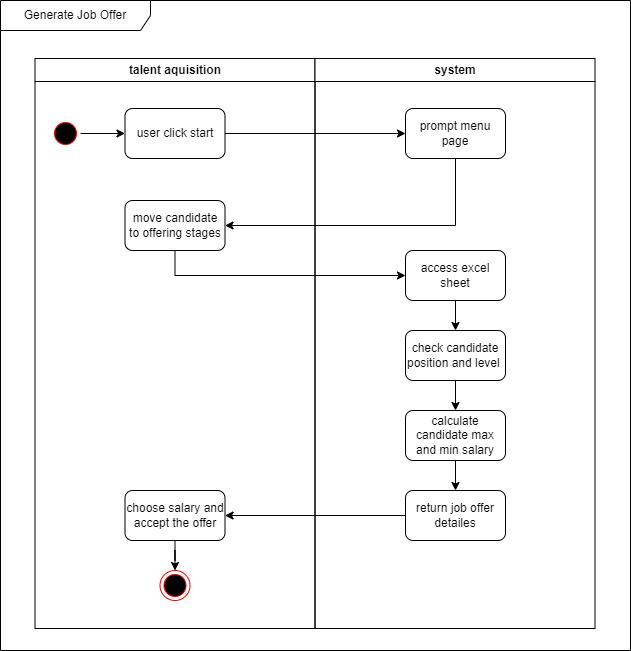 Generate Job Offer
talent aquisition
system
user click start
prompt menu
page
move candidate
to offering stages
access excel
sheet
check candidate
position and level
calculate
candidate max
and min salary
choose salary and
accept the offer
return job offer
detailes